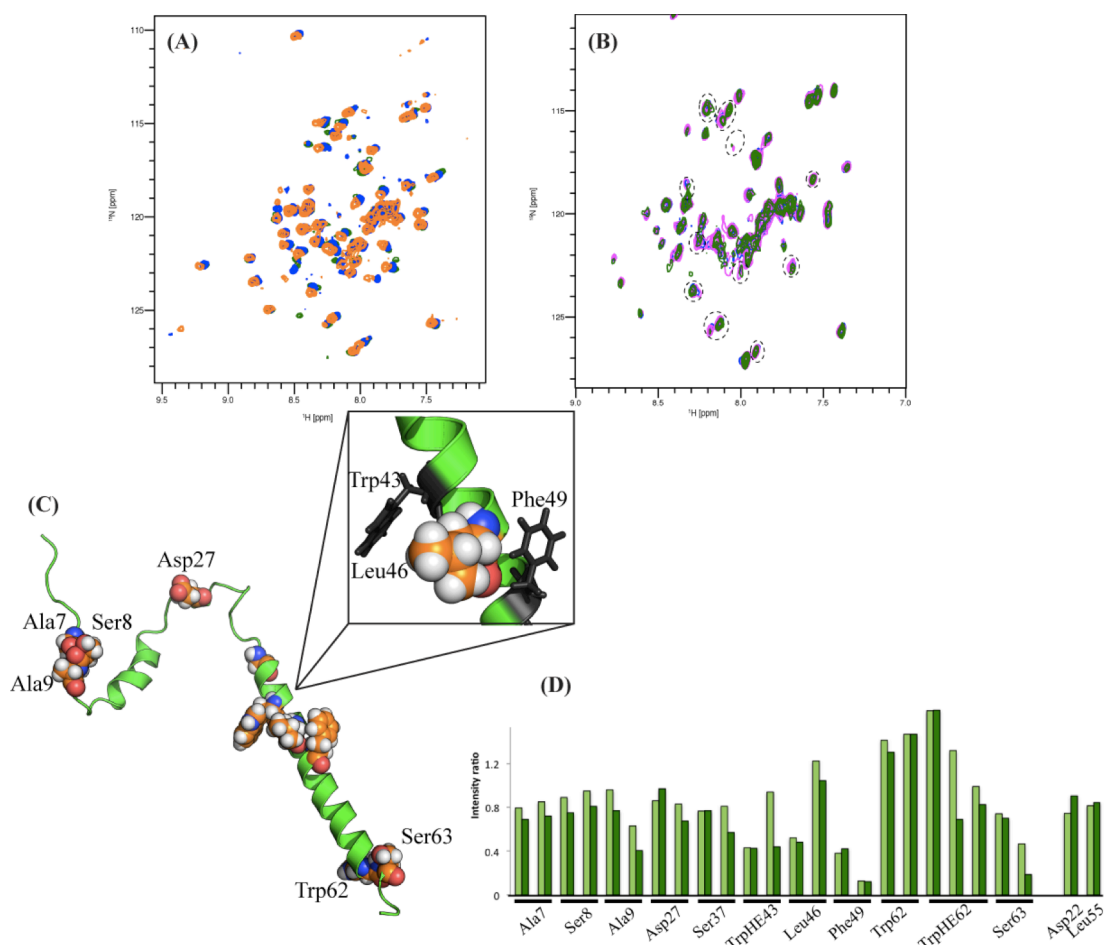 (A)
110
115
120
125
¹⁵N [ppm]
9.5 9.0 8.5 8.0 7.5
¹H [ppm]
(B)
115
120
125
¹⁵N [ppm]
9.0 8.5 8.0 7.5 7.0
¹H [ppm]
(C)
Trp43
Phe49
Leu46
Asp27
Ala7 Ser8
Ala9
Ser63
Trp62
(D)
Intensity ratio
1.2
0.8
0.4
0
Ala7 Ser8 Ala9 Asp27 Ser37 TrpHE43 Leu46 Phe49 Trp62 TrpHE62 Ser63 Asp22 Leu55